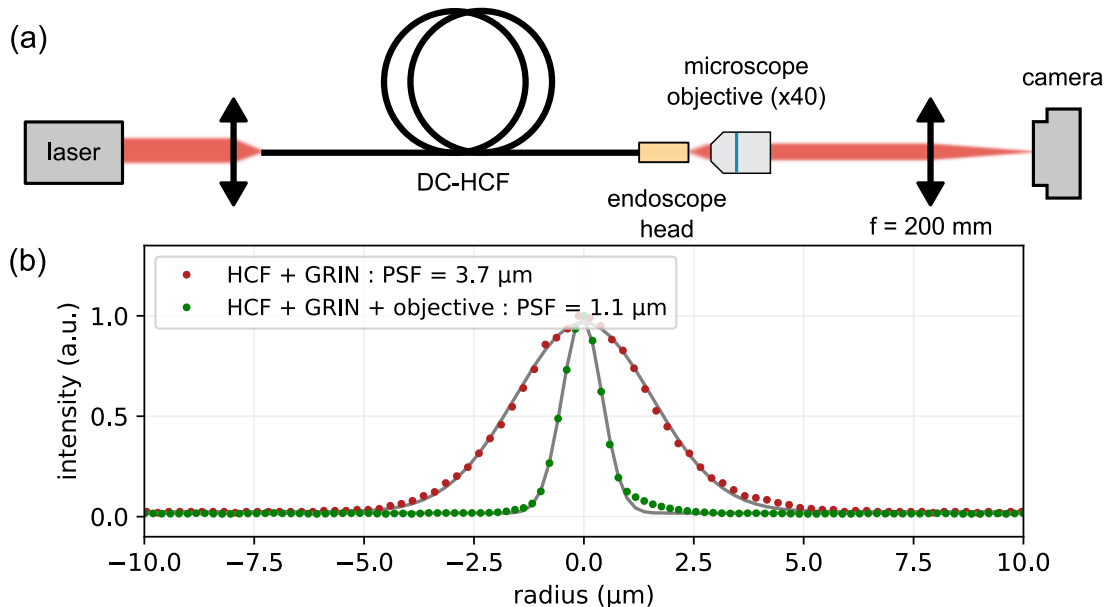 (a)
laser
DC-HCF
endoscope
head
microscope
objective (x40)
f = 200 mm
camera
(b)
HCF + GRIN : PSF = 3.7 μm
HCF + GRIN + objective : PSF = 1.1 μm
intensity (a.u.)
1.0
0.5
0.0
−10.0 −7.5 −5.0 −2.5 0.0 2.5 5.0 7.5 10.0
radius (μm)